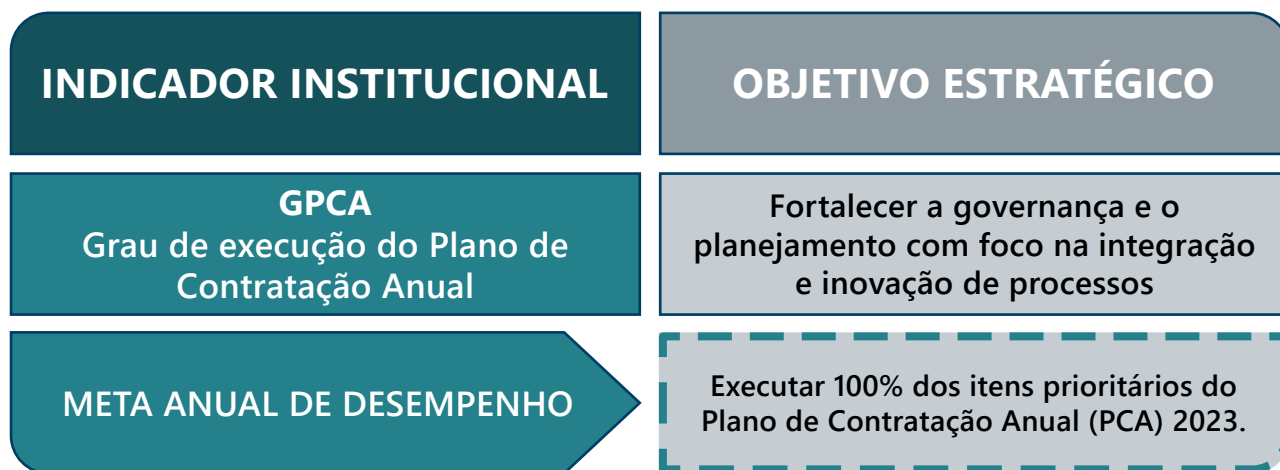 INDICADOR INSTITUCIONAL
OBJETIVO ESTRATÉGICO
GPCA
Grau de execução do Plano de
Contratação Anual
Fortalecer a governança e o
planejamento com foco na integração
e inovação de processos
META ANUAL DE DESEMPENHO
Executar 100% dos itens prioritários do
Plano de Contratação Anual (PCA) 2023.